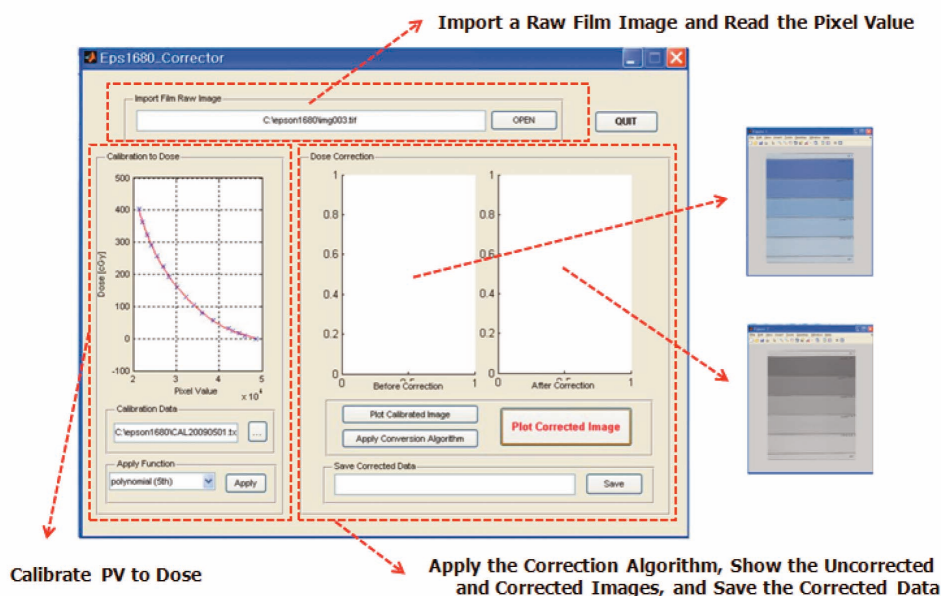 Import a Raw Film Image and Read the Pixel Value
Eps1680_Corrector
Import Film Raw Image
C:\epson1680\img003.tif
OPEN
QUIT
Calibration to Dose
500
400
300
200
100
0
-100
Dose [cGy]
2
3
4
5
Pixel Value
x 10
Calibration Data
C:\epson1680\CAL20090501.tx
...
Apply Function
polynomial (5th)
Apply
Dose Correction
1
0.8
0.6
0.4
0.2
0
0
0.5
1
Before Correction
1
0.8
0.6
0.4
0.2
0
0
0.5
1
After Correction
Plot Calibrated Image
Apply Conversion Algorithm
Plot Corrected Image
Save Corrected Data
Save
Calibrate PV to Dose
Apply the Correction Algorithm, Show the Uncorrected
and Corrected Images, and Save the Corrected Data